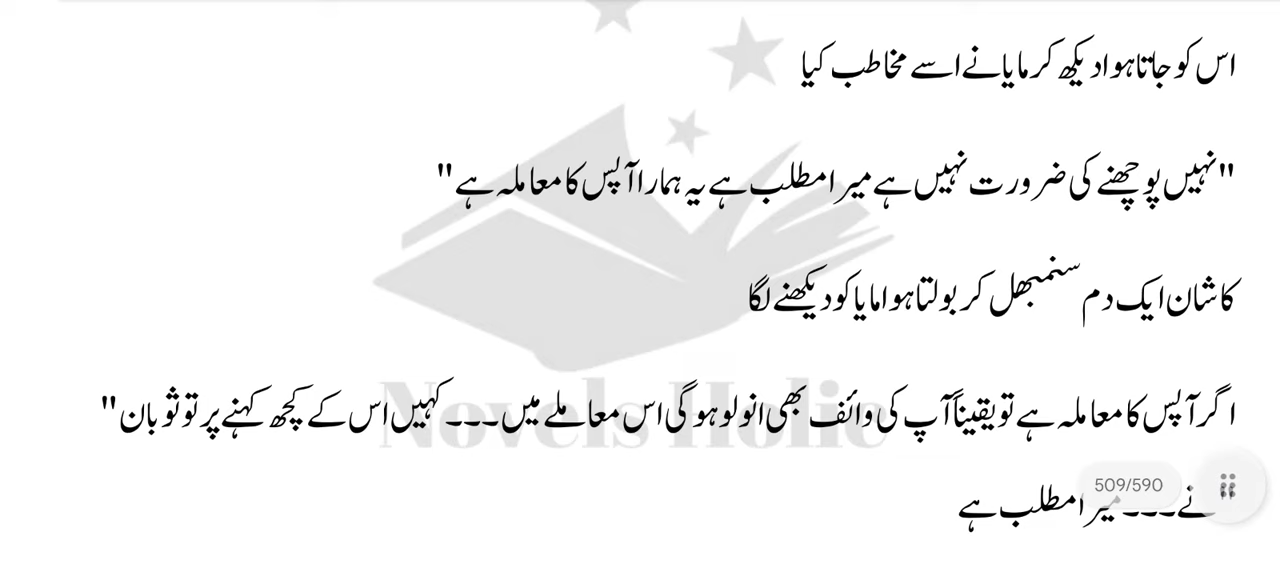 اس کو جاتا ہوا دیکھ کر مایا نے اسے مخاطب کیا
"نہیں پوچھنے کی ضرورت نہیں ہے میرا مطلب ہے یہ ہمارا آپس کا معاملہ ہے"
کاشان ایک دم سنمبھل کر بولتا ہوا مایا کو دیکھنے لگا
اگر آپس کا معاملہ ہے تو یقیناً آپ کی وائف بھی انولو ہوگی اس معاملے میں۔۔۔ کہیں اس کے کچھ کہنے پر تو ثوبان"
نے۔۔۔ میرا مطلب ہے
509/590
Novels Holic